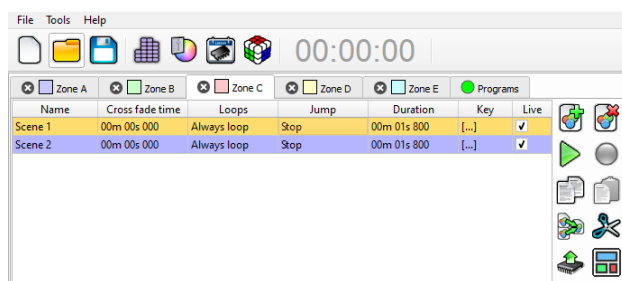 File Tools Help
00:00:00
Zone A Zone B Zone C Zone D Zone E Programs
Name Cross fade time Loops Jump Duration Key Live
Scene 1 00m 00s 000 Always loop Stop 00m 01s 800 [...]
Scene 2 00m 00s 000 Always loop Stop 00m 01s 800 [...]